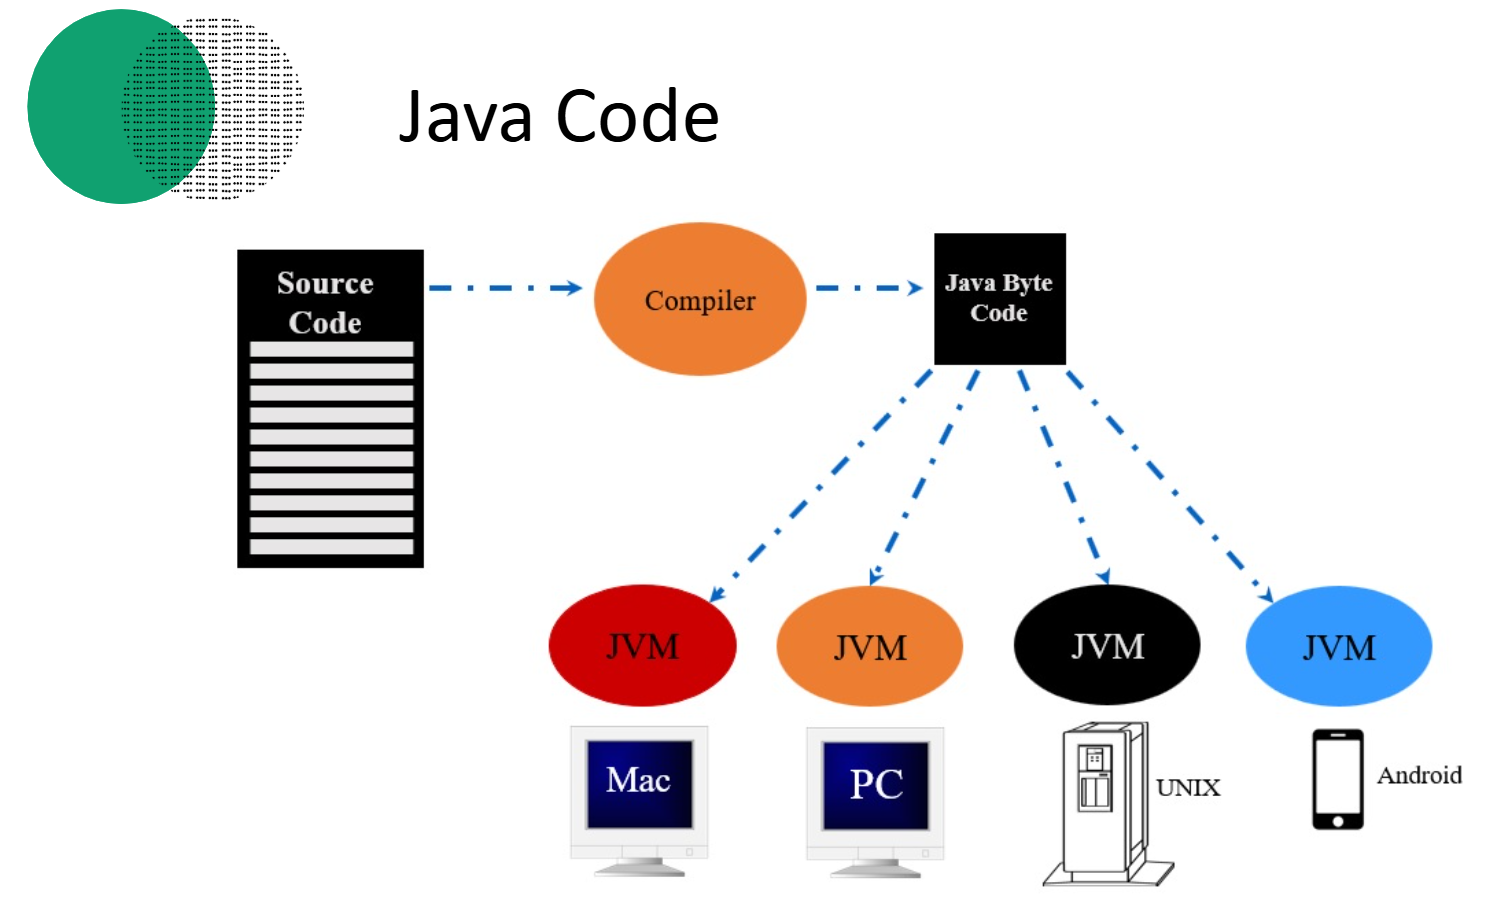 Java Code
Source
Code
Compiler
Java Byte
Code
JVM
JVM
JVM
JVM
Mac
PC
UNIX
Android